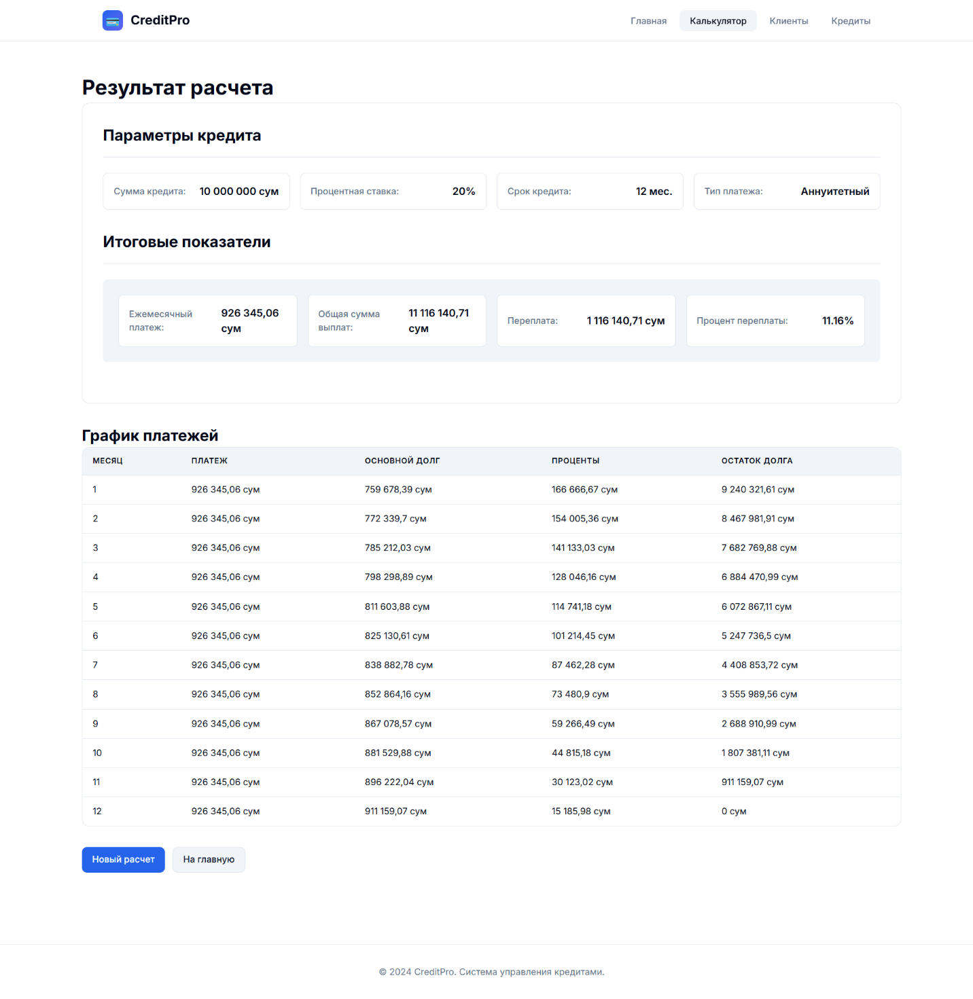 CreditPro
Главная Калькулятор Клиенты Кредиты
Результат расчета
Параметры кредита
Сумма кредита: 10 000 000 сум Процентная ставка: 20% Срок кредита: 12 мес. Тип платежа: Аннуитетный
Итоговые показатели
Ежемесячный платеж: 926 345,06 сум Общая сумма выплат: 11 116 140,71 сум Переплата: 1 116 140,71 сум Процент переплаты: 11.16%
График платежей
МЕСЯЦ ПЛАТЕЖ ОСНОВНОЙ ДОЛГ ПРОЦЕНТЫ ОСТАТОК ДОЛГА
1 926 345,06 сум 759 678,39 сум 166 666,67 сум 9 240 321,61 сум
2 926 345,06 сум 772 339,7 сум 154 005,36 сум 8 467 981,91 сум
3 926 345,06 сум 785 212,03 сум 141 133,03 сум 7 682 769,88 сум
4 926 345,06 сум 798 298,89 сум 128 046,16 сум 6 884 470,99 сум
5 926 345,06 сум 811 603,88 сум 114 741,18 сум 6 072 867,11 сум
6 926 345,06 сум 825 130,61 сум 101 214,45 сум 5 247 736,5 сум
7 926 345,06 сум 838 882,78 сум 87 462,28 сум 4 408 853,72 сум
8 926 345,06 сум 852 864,16 сум 73 480,9 сум 3 555 989,56 сум
9 926 345,06 сум 867 078,57 сум 59 266,49 сум 2 688 910,99 сум
10 926 345,06 сум 881 529,88 сум 44 815,18 сум 1 807 381,11 сум
11 926 345,06 сум 896 222,04 сум 30 123,02 сум 911 159,07 сум
12 926 345,06 сум 911 159,07 сум 15 185,98 сум 0 сум
Новый расчет На главную
© 2024 CreditPro. Система управления кредитами.